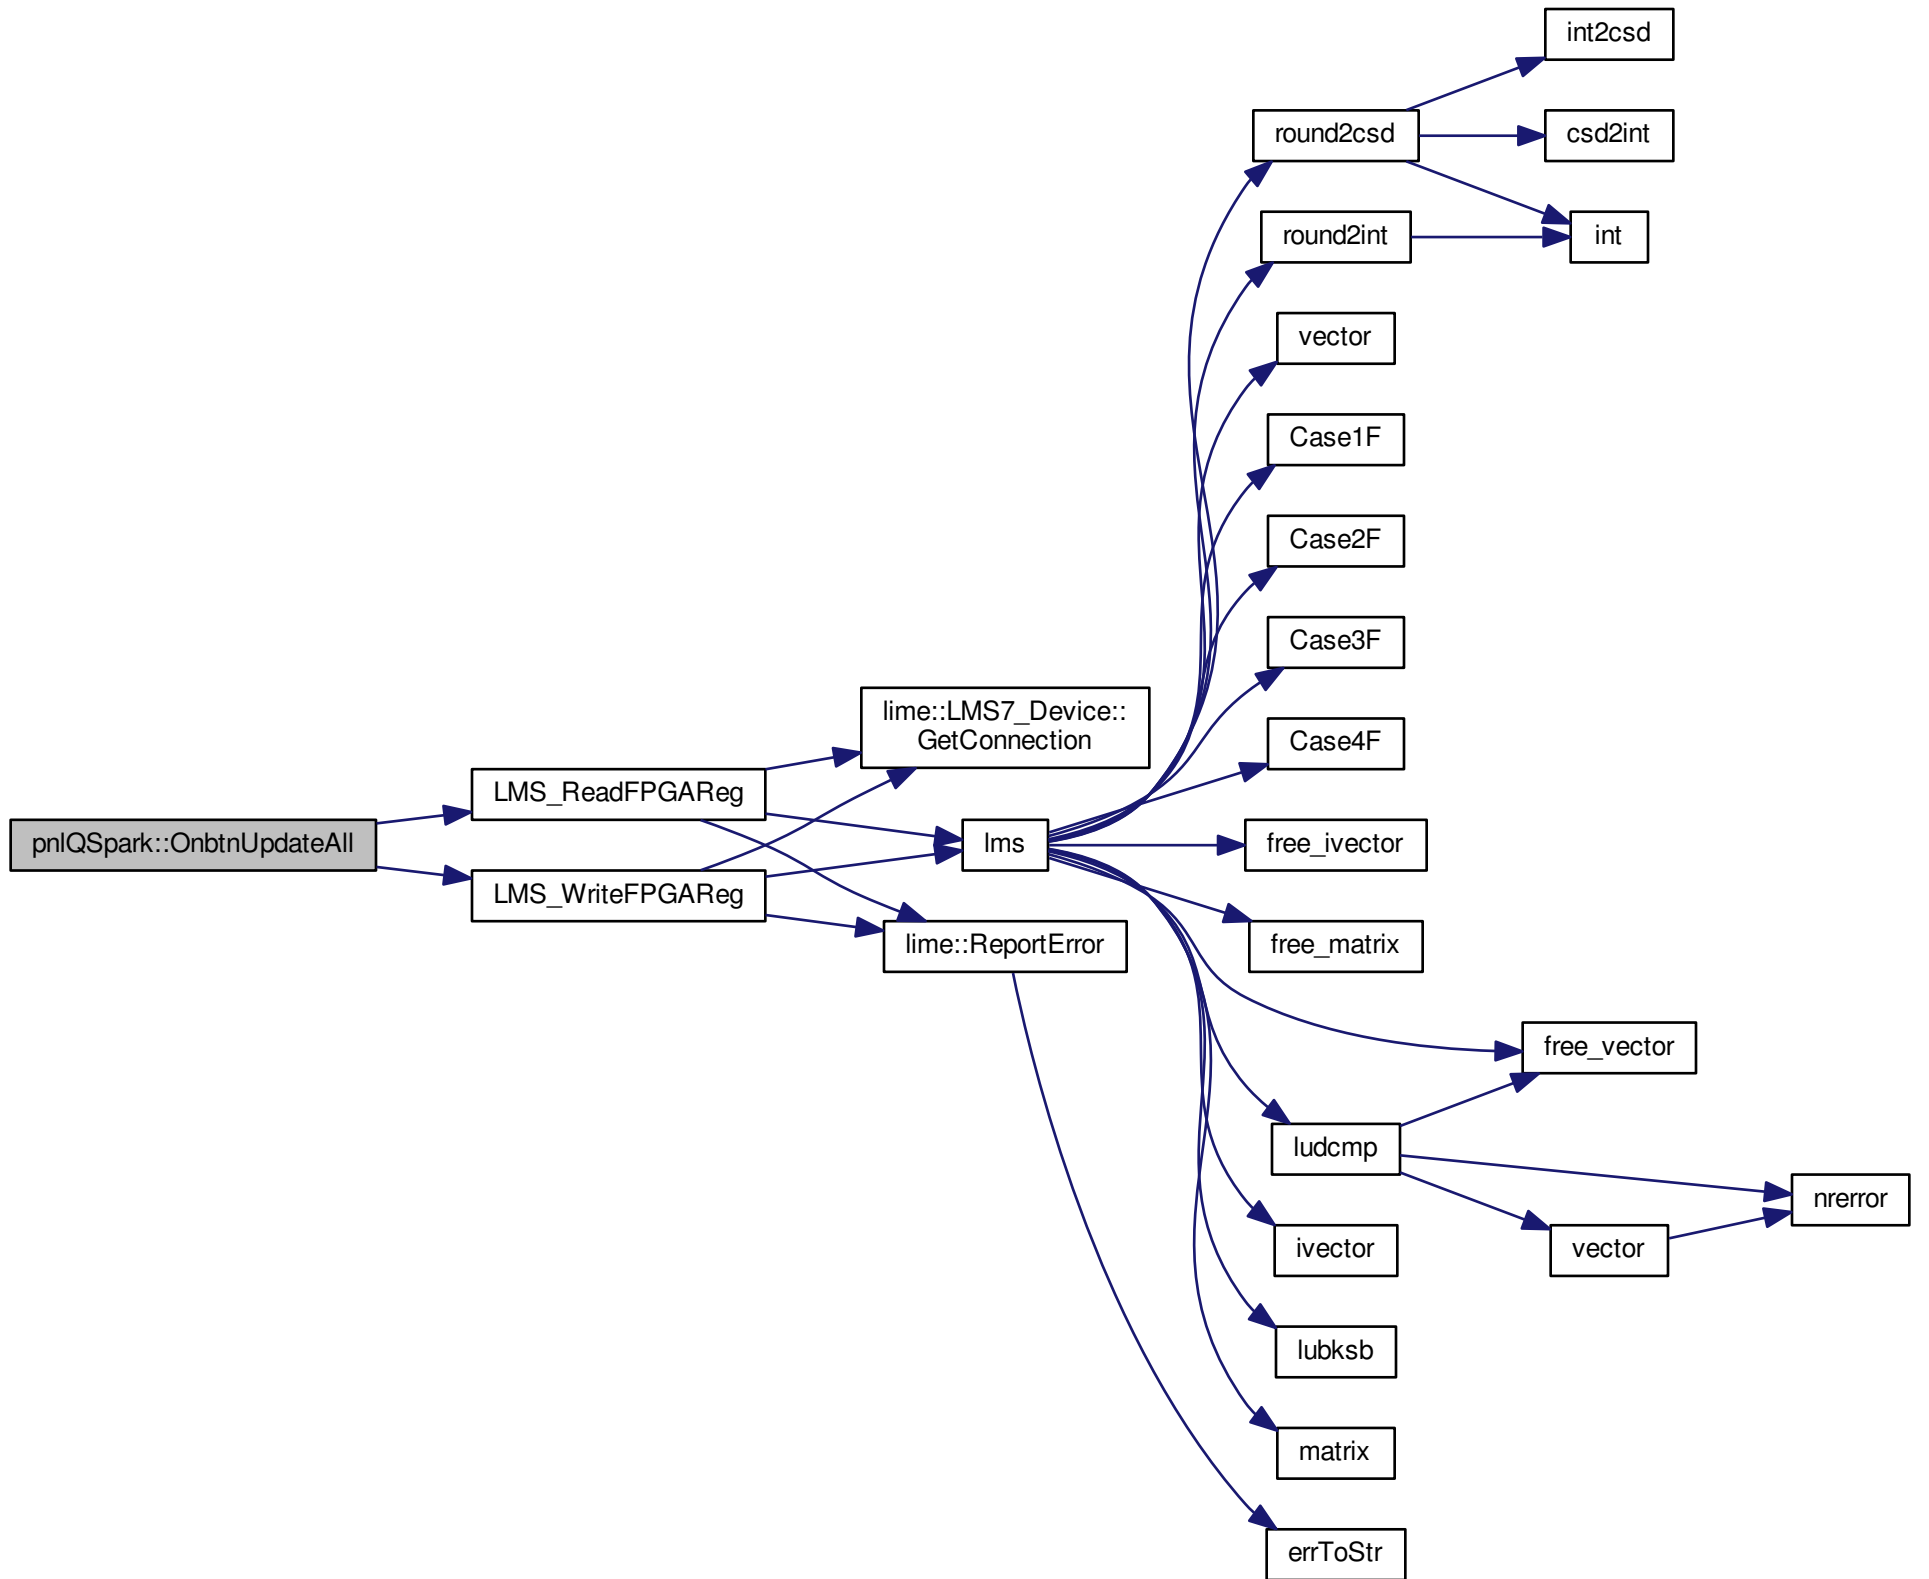 int2csd
round2csd
csd2int
round2int
int
vector
Case1F
Case2F
Case3F
lime::LMS7_Device::
GetConnection
Case4F
LMS_ReadFPGAReg
pnlQSpark::OnbtnUpdateAll
lms
free_ivector
LMS_WriteFPGAReg
lime::ReportError
free_matrix
free_vector
ludcmp
nrerror
ivector
vector
lubksb
matrix
errToStr